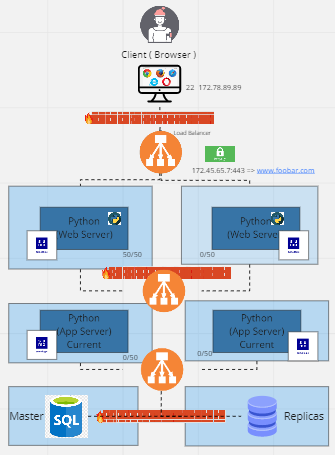 Client ( Browser )
22 172.78.89.89
Load Balancer
172.45.65.7:443 => www.foobar.com
Python
(Web Server)
50/50
Python
(Web Server)
0/50
Python
(App Server)
Current
0/50
Python
(App Server)
Current
0/50
Master
SQL
Replicas